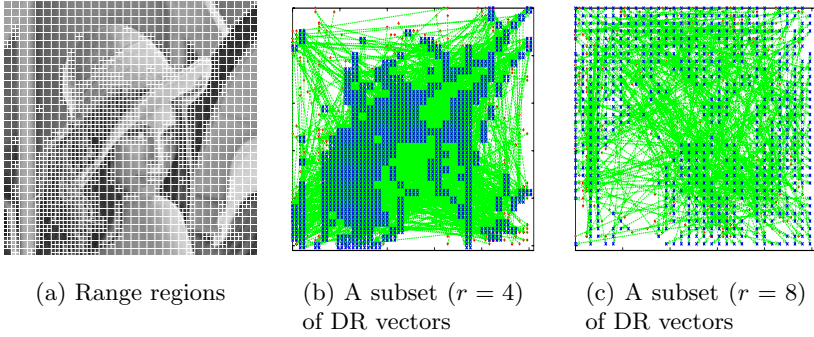 (a) Range regions
(b) A subset (r = 4)
of DR vectors
(c) A subset (r = 8)
of DR vectors